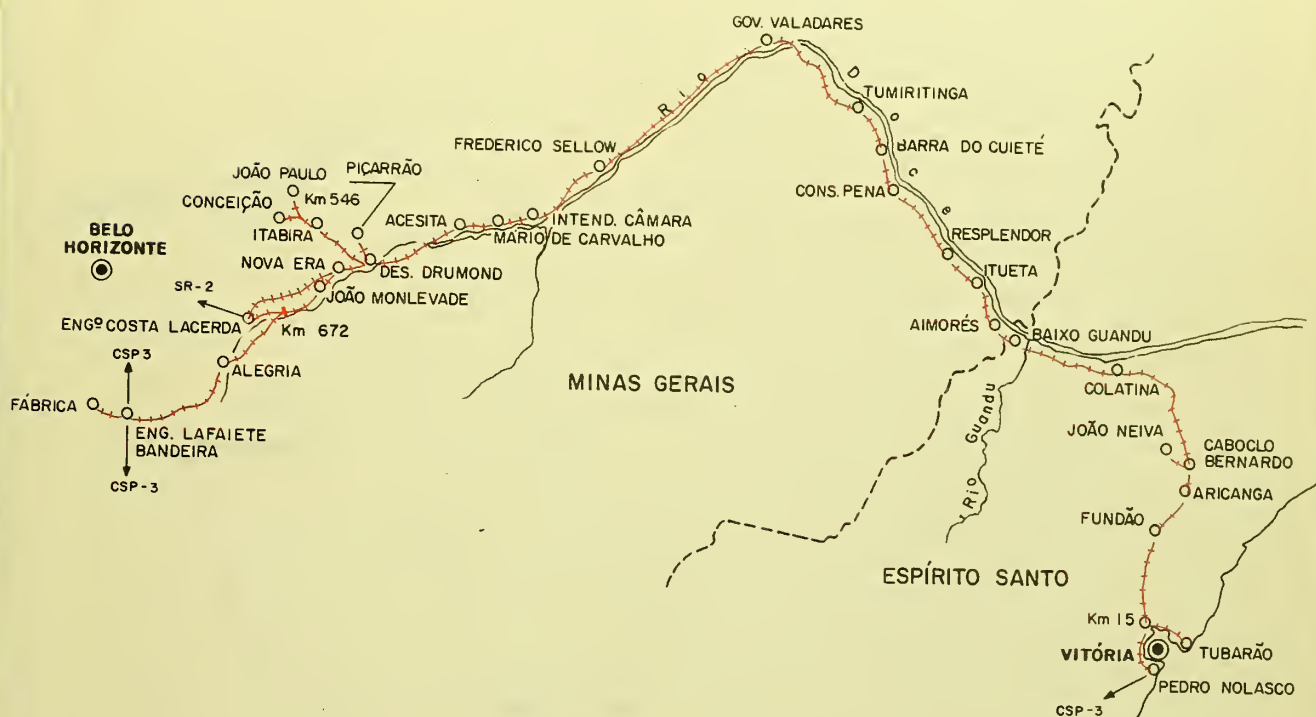 GOV. VALADARES
Rio Doce
TUMIRITINGA
BARRA DO CUIETÉ
CONS. PENA
FREDERICO SELLOW
JOÃO PAULO
PIÇARRÃO
Km 546
CONCEIÇÃO
ITABIRA
ACESITA
INTEND. CÂMARA
MÁRIO DE CARVALHO
BELO
HORIZONTE
NOVA ERA
DES. DRUMOND
RESPLENDOR
ITUETA
SR-2
JOÃO MONLEVADE
ENGº COSTA LACERDA
Km 672
AIMORÉS
BAIXO GUANDU
CSP3
ALEGRIA
MINAS GERAIS
COLATINA
FÁBRICA
ENG. LAFAIETE
BANDEIRA
CSP-3
Rio Guandu
JOÃO NEIVA
CABOCLO
BERNARDO
ARICANGA
FUNDÃO
ESPÍRITO SANTO
Km 15
VITÓRIA
TUBARÃO
PEDRO NOLASCO
CSP-3